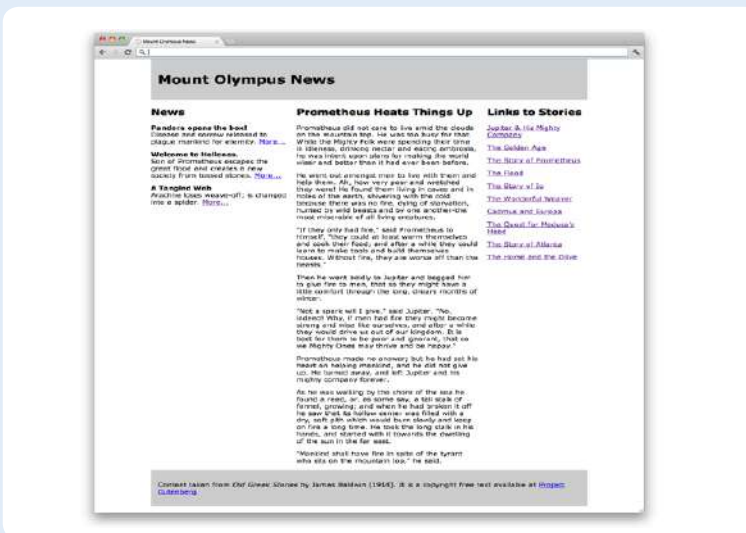 Mount Olympus News
Mount Olympus News
News
Pandora opens the box!
Disease and sorrow released to
plague mankind for eternity. More...
Welcome to Hellenes.
Son of Prometheus escapes the
great flood and creates a new
society from tossed stones. More...
A Tangled Web
Arachne loses weave-off; is changed
into a spider. More...
Prometheus Heats Things Up
Prometheus did not care to live amid the clouds
on the mountain top. He was too busy for that.
While the Mighty Folk were spending their time
in idleness, drinking nectar and eating ambrosia,
he was intent upon plans for making the world
wiser and better than it had ever been before.
He went out amongst men to live with them and
help them. Ah, how very poor and wretched
they were! He found them living in caves and in
holes of the earth, shivering with the cold
because there was no fire, dying of starvation,
hunted by wild beasts and by one another-the
most miserable of all living creatures.
"If they only had fire," said Prometheus to
himself, "they could at least warm themselves
and cook their food; and after a while they could
learn to make tools and build themselves
houses. Without fire, they are worse off than the
beasts."
Then he went boldly to Jupiter and begged him
to give fire to men, that so they might have a
little comfort through the long, dreary months of
winter.
"Not a spark will I give," said Jupiter. "No,
indeed! Why, if men had fire they might become
strong and wise like ourselves, and after a while
they would drive us out of our kingdom. It is
best for them to be poor and ignorant, that so
we Mighty Ones may thrive and be happy."
Prometheus made no answer; but he had set his
heart on helping mankind, and he did not give
up. He turned away, and left Jupiter and his
mighty company forever.
As he was walking by the shore of the sea he
found a reed, or, as some say, a tall stalk of
fennel, growing; and when he had broken it off
he saw that its hollow center was filled with a
dry, soft pith which would burn slowly and keep
on fire a long time. He took the long stalk in his
hands, and started with it towards the dwelling
of the sun in the far east.
"Mankind shall have fire in spite of the tyrant
who sits on the mountain top," he said.
Links to Stories
Jupiter & His Mighty
Company
The Golden Age
The Story of Prometheus
The Flood
The Story of Io
The Wonderful Weaver
Cadmus and Europa
The Quest for Medusa's
Head
The Story of Atlanta
The Horse and the Olive
Content taken from Old Greek Stories by James Baldwin (1914). It is a copyright free text available at Project
Gutenberg